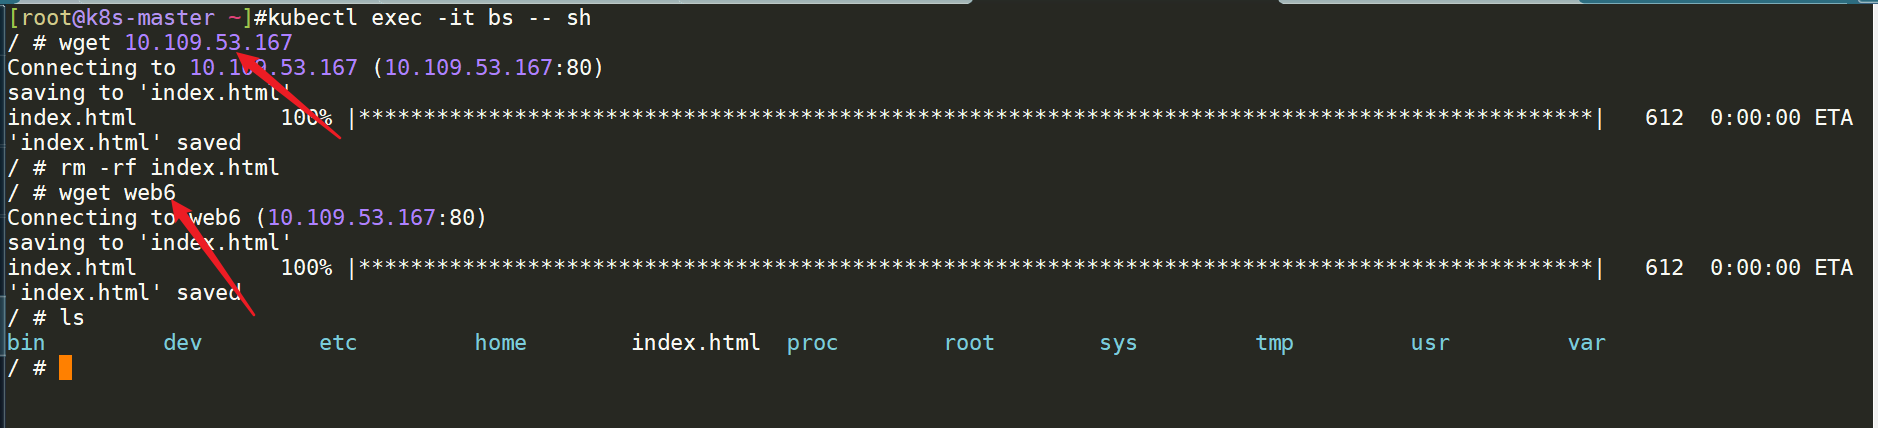 [root@k8s-master ~]#kubectl exec -it bs -- sh
/ # wget 10.109.53.167
Connecting to 10.109.53.167 (10.109.53.167:80)
saving to 'index.html'
index.html           100% |***********************************************************************************************| 612  0:00:00 ETA
'index.html' saved
/ # rm -rf index.html
/ # wget web6
Connecting to web6 (10.109.53.167:80)
saving to 'index.html'
index.html           100% |***********************************************************************************************| 612  0:00:00 ETA
'index.html' saved
/ # ls
bin         dev         etc         home        index.html  proc        root        sys         tmp         usr         var
/ #